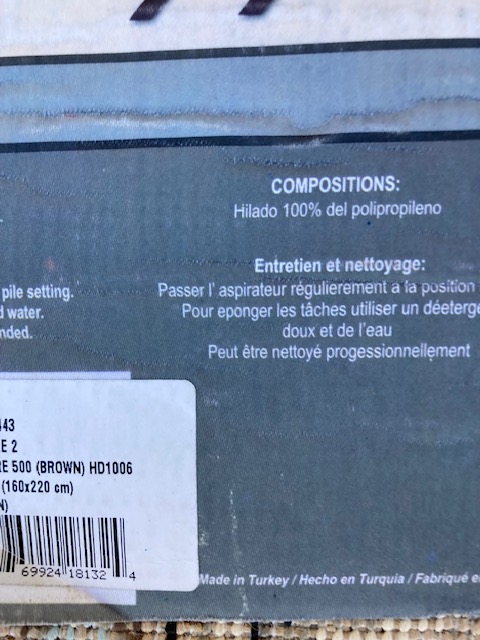 COMPOSITIONS:
Hilado 100% del polipropileno
Entretien et nettoyage:
Passer l' aspirateur régulièrement a la position
Pour eponger les tâches utiliser un déeterge
doux et de l'eau
Peut être nettoyé progessionnellement
pile setting.
d water.
nded.
443
E 2
RE 500 (BROWN) HD1006
(160x220 cm)
N)
69924 18132 4
Made in Turkey / Hecho en Turquia / Fabriqué e